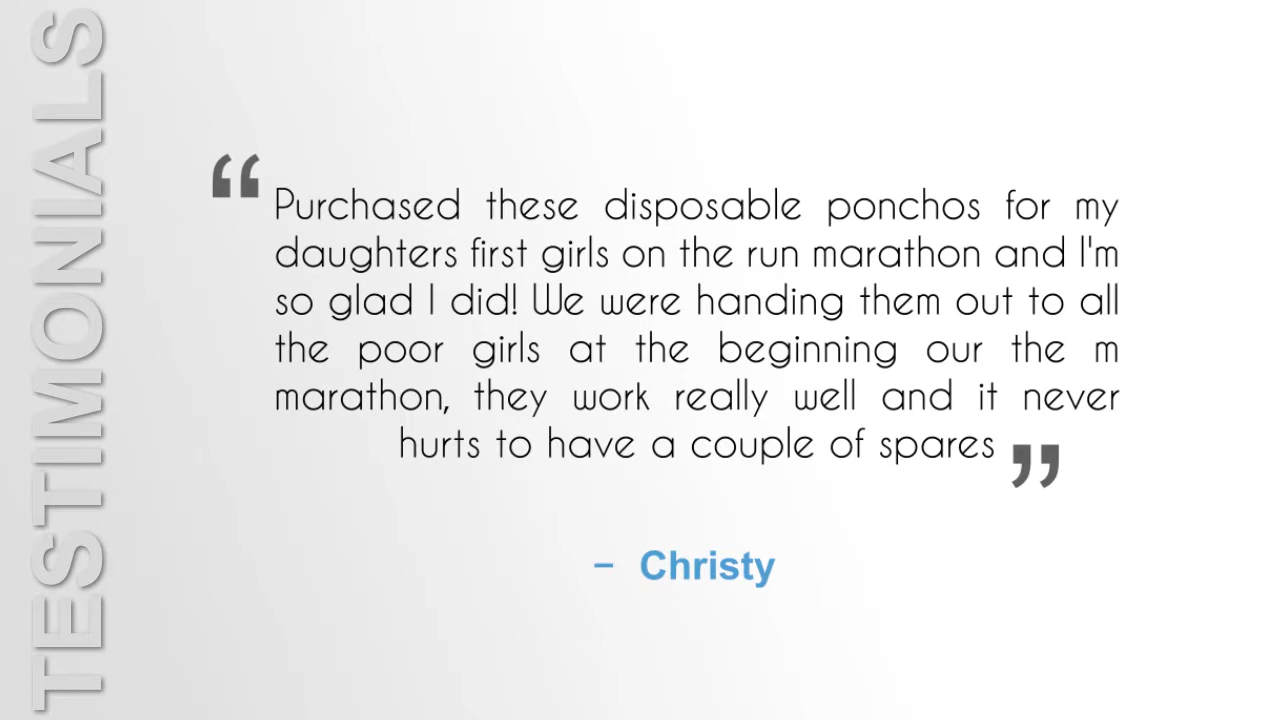 TESTIMONIALS
“Purchased these disposable ponchos for my
daughters first girls on the run marathon and I'm
so glad I did! We were handing them out to all
the poor girls at the beginning our the m
marathon, they work really well and it never
hurts to have a couple of spares”
– Christy